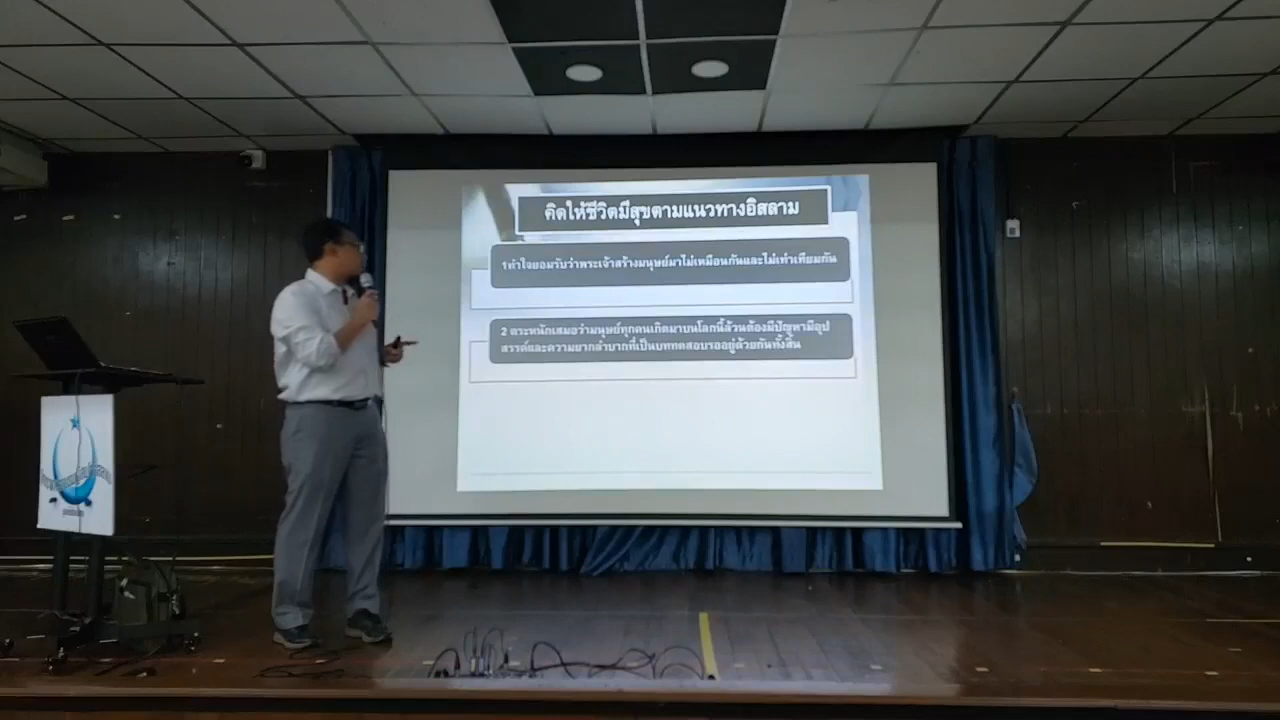 คิดให้ชีวิตมีสุขตามแนวทางอิสลาม
1ทำใจยอมรับว่าพระเจ้าสร้างมนุษย์มาไม่เหมือนกันและไม่เท่าเทียมกัน
2 ตระหนักเสมอว่ามนุษย์ทุกคนเกิดมาบนโลกนี้ล้วนต้องมีปัญหามีอุป
สรรค์และความยากลำบากที่เป็นบททดสอบรออยู่ด้วยกันทั้งสิ้น